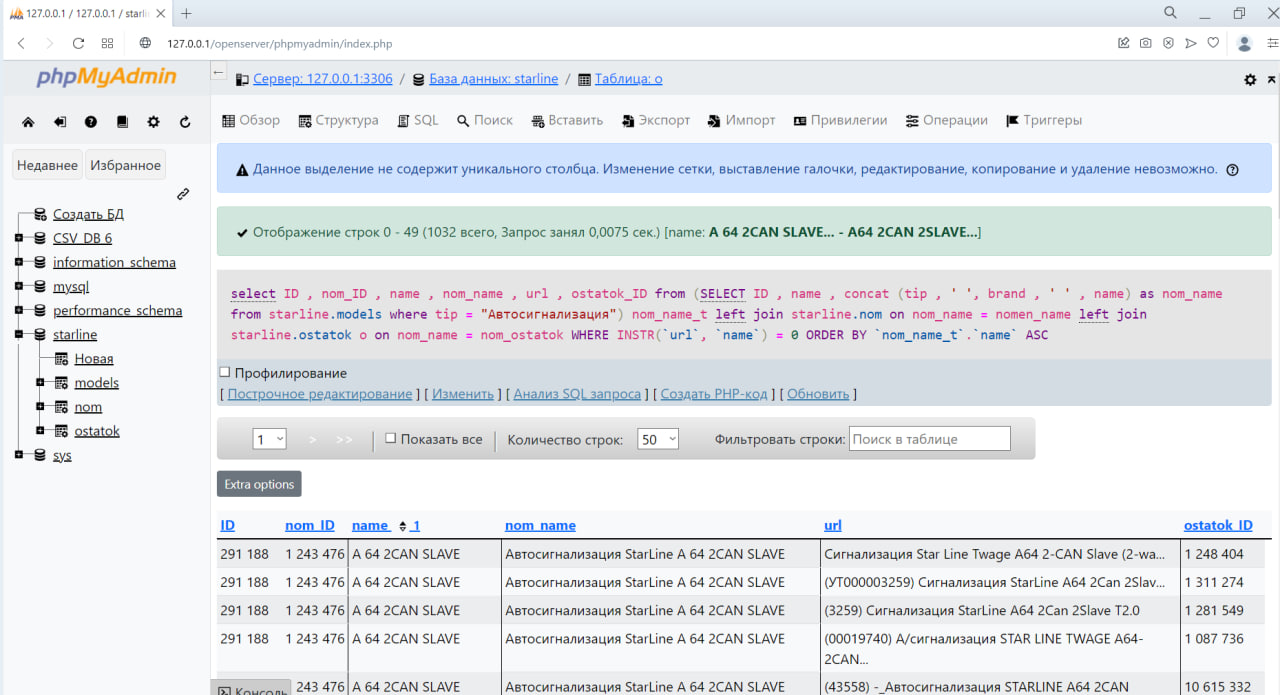 127.0.0.1 / 127.0.0.1 / starli
127.0.0.1/openserver/phpmyadmin/index.php
phpMyAdmin
Сервер: 127.0.0.1:3306 / База данных: starline / Таблица: o
Обзор Структура SQL Поиск Вставить Экспорт Импорт Привилегии Операции Триггеры
Недавнее Избранное
Создать БД
CSV_DB 6
information_schema
mysql
performance_schema
starline
Новая
models
nom
ostatok
sys
Данное выделение не содержит уникального столбца. Изменение сетки, выставление галочки, редактирование, копирование и удаление невозможно.
Отображение строк 0 - 49 (1032 всего, Запрос занял 0,0075 сек.) [name: A 64 2CAN SLAVE... - A64 2CAN 2SLAVE...]
select ID , nom_ID , name , nom_name , url , ostatok_ID from (SELECT ID , name , concat (tip , ' ', brand , ' ' , name) as nom_name
from starline.models where tip = "Автосигнализация") nom_name_t left join starline.nom on nom_name = nomen_name left join
starline.ostatok o on nom_name = nom_ostatok WHERE INSTR(`url`, `name`) = 0 ORDER BY `nom_name_t`.`name` ASC
Профилирование
[ Построчное редактирование ] [ Изменить ] [ Анализ SQL запроса ] [ Создать PHP-код ] [ Обновить ]
1 > >> Показать все Количество строк: 50 Фильтровать строки: Поиск в таблице
Extra options
ID nom_ID name 1 nom_name url ostatok_ID
291 188 1 243 476 A 64 2CAN SLAVE Автосигнализация StarLine A 64 2CAN SLAVE Сигнализация Star Line Twage A64 2-CAN Slave (2-wa... 1 248 404
291 188 1 243 476 A 64 2CAN SLAVE Автосигнализация StarLine A 64 2CAN SLAVE (УТ000003259) Сигнализация StarLine A64 2Can 2Slav... 1 311 274
291 188 1 243 476 A 64 2CAN SLAVE Автосигнализация StarLine A 64 2CAN SLAVE (3259) Сигнализация StarLine A64 2Can 2Slave T2.0 1 281 549
291 188 1 243 476 A 64 2CAN SLAVE Автосигнализация StarLine A 64 2CAN SLAVE (00019740) А/сигнализация STAR LINE TWAGE A64- 1 087 736
2CAN...
Консоль 243 476 A 64 2CAN SLAVE Автосигнализация StarLine A 64 2CAN SLAVE (43558) -_Автосигнализация STARLINE A64 2CAN 10 615 332